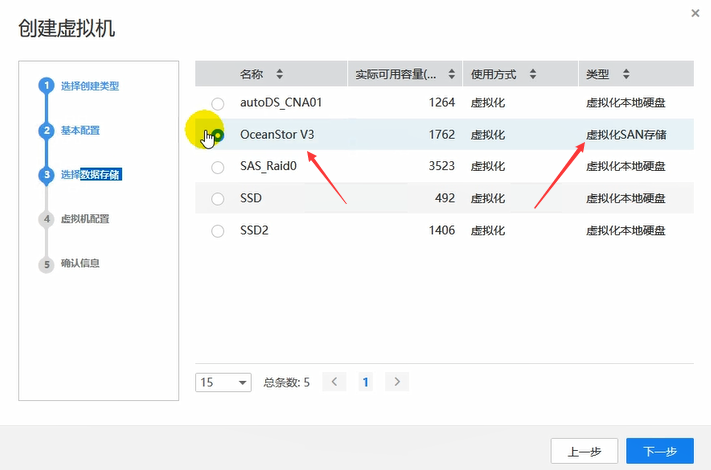 创建虚拟机
×
1 选择创建类型
2 基本配置
3 选择数据存储
4 虚拟机配置
5 确认信息
名称 实际可用容量(... 使用方式 类型
autoDS_CNA01 1264 虚拟化 虚拟化本地硬盘
OceanStor V3 1762 虚拟化 虚拟化SAN存储
SAS_Raid0 3523 虚拟化 虚拟化本地硬盘
SSD 492 虚拟化 虚拟化本地硬盘
SSD2 1406 虚拟化 虚拟化本地硬盘
15 总条数: 5 < 1 >
上一步 下一步